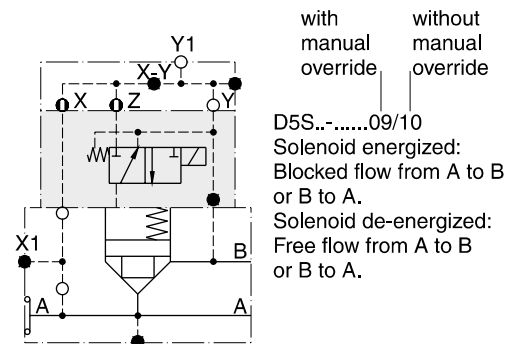 Y1
X-Y
X
Z
Y
X1
B
A
A
with manual override
without manual override
D5S..-......09/10
Solenoid energized:
Blocked flow from A to B
or B to A.
Solenoid de-energized:
Free flow from A to B
or B to A.